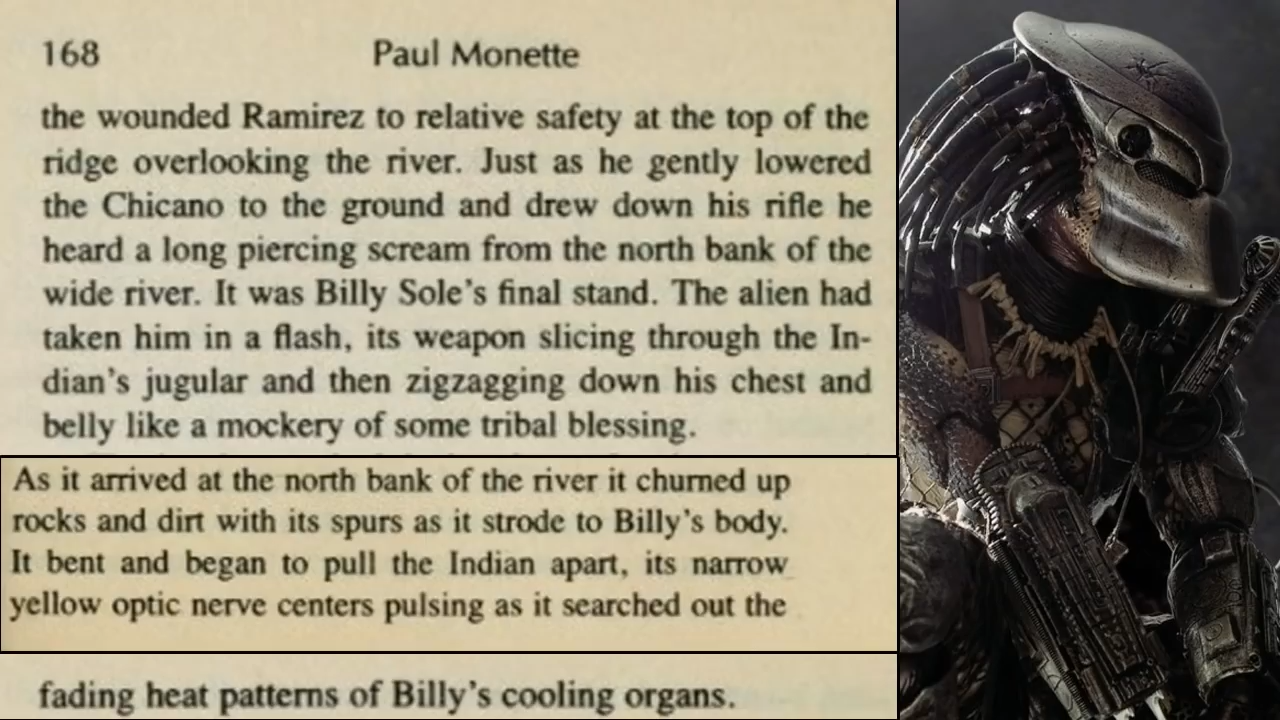 168 Paul Monette
the wounded Ramirez to relative safety at the top of the
ridge overlooking the river. Just as he gently lowered
the Chicano to the ground and drew down his rifle he
heard a long piercing scream from the north bank of the
wide river. It was Billy Sole's final stand. The alien had
taken him in a flash, its weapon slicing through the In-
dian's jugular and then zigzagging down his chest and
belly like a mockery of some tribal blessing.
As it arrived at the north bank of the river it churned up
rocks and dirt with its spurs as it strode to Billy's body.
It bent and began to pull the Indian apart, its narrow
yellow optic nerve centers pulsing as it searched out the
fading heat patterns of Billy's cooling organs.